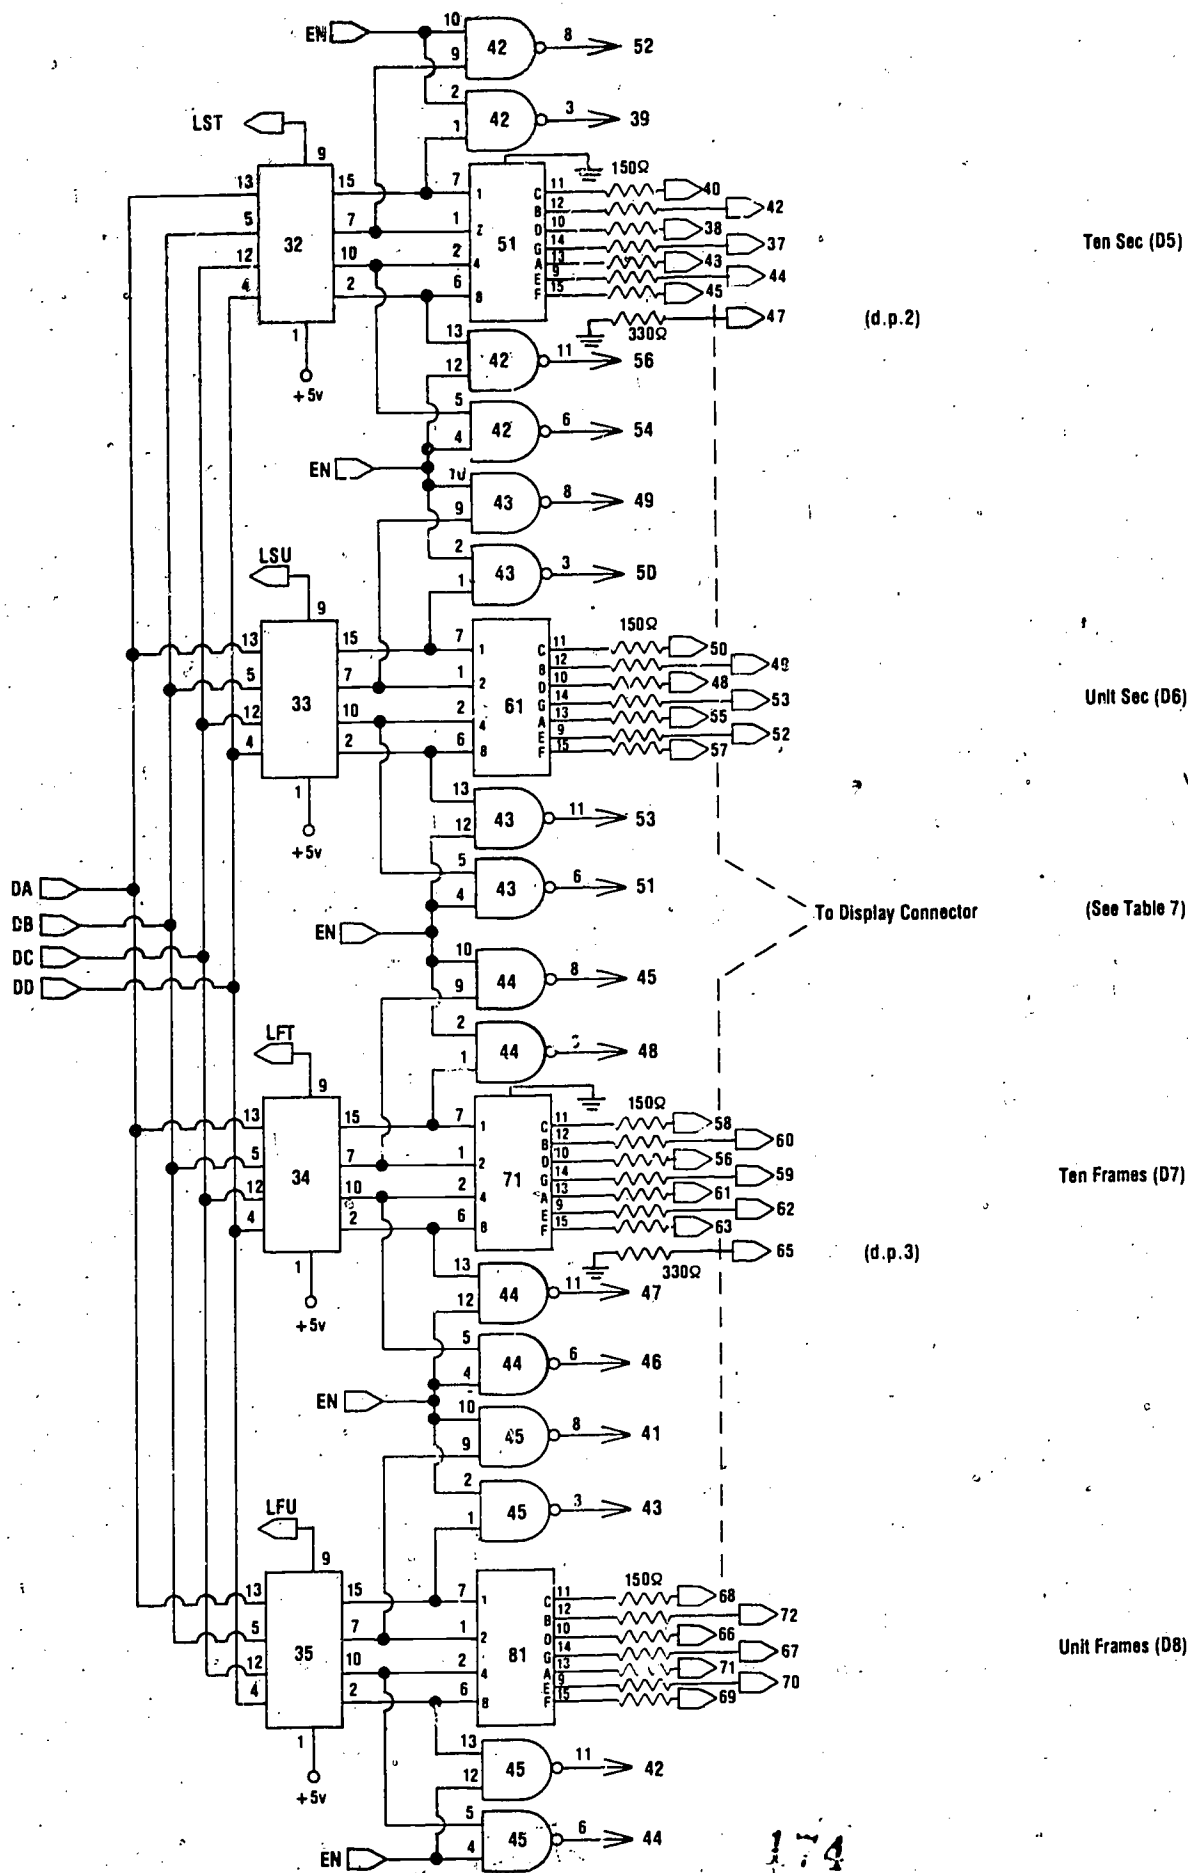 EN 10 9 42 8 52
2 1 42 3 39
LST 9
13 5 12 4 32 15 7 10 2 1 +5v
7 1 2 6 1 2 4 8 51 C B D G A E F
11 12 10 14 13 9 15 150Ω
40
42
38
37
43
44
45
Ten Sec (D5)
330Ω 47 (d.p.2)
13 12 42 11 56
5 4 42 6 54
EN
10 9 43 8 49
2 1 43 3 50
LSU 9
13 5 12 4 33 15 7 10 2 1 +5v
7 1 2 6 1 2 4 8 61 C B D G A E F
11 12 10 14 13 9 15 150Ω
50
49
48
53
55
52
57
Unit Sec (D6)
13 12 43 11 53
5 4 43 6 51
DA
DB
DC
DD
EN
To Display Connector (See Table 7)
10 9 44 8 45
2 1 44 48
LFT 9
13 5 12 4 34 15 7 10 2 1 +5v
7 1 2 6 1 2 4 8 71 C B D G A E F
11 12 10 14 13 9 15 150Ω
58
60
56
59
61
62
63
Ten Frames (D7)
330Ω 65 (d.p.3)
13 12 44 11 47
5 4 44 6 46
EN
10 9 45 8 41
2 1 45 3 43
LFU 9
13 5 12 4 35 15 7 10 2 1 +5v
7 1 2 6 1 2 4 8 81 C B D G A E F
11 12 10 14 13 9 15 150Ω
68
72
66
67
71
70
69
Unit Frames (D8)
13 12 45 11 42
5 4 45 6 44
EN
174